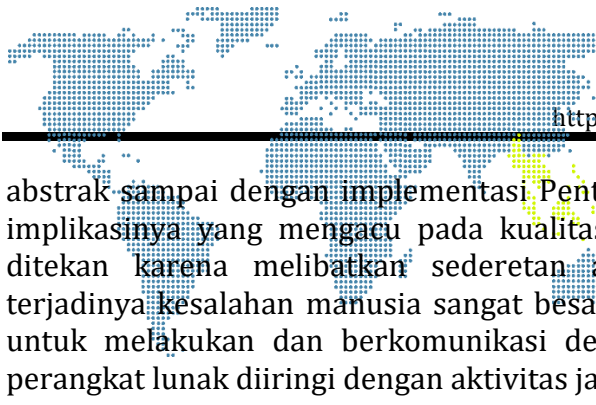 http
abstrak sampai dengan implementasi Pent
implikasinya yang mengacu pada kualitas
ditekan karena melibatkan sederetan a
terjadinya kesalahan manusia sangat besa
untuk melakukan dan berkomunikasi de
perangkat lunak diiringi dengan aktivitas ja